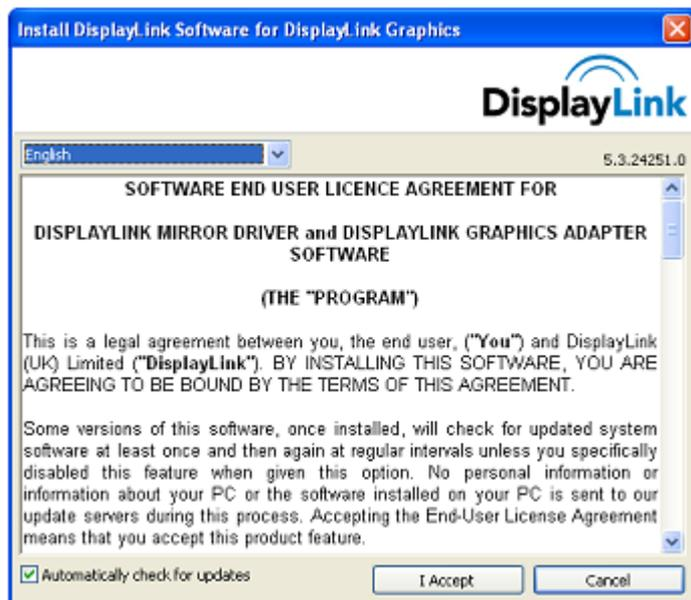 Install DisplayLink Software for DisplayLink Graphics
DisplayLink
English
5.3.24251.0
SOFTWARE END USER LICENCE AGREEMENT FOR
DISPLAYLINK MIRROR DRIVER and DISPLAYLINK GRAPHICS ADAPTER
SOFTWARE
(THE "PROGRAM")
This is a legal agreement between you, the end user, ("You") and DisplayLink
(UK) Limited ("DisplayLink"). BY INSTALLING THIS SOFTWARE, YOU ARE
AGREEING TO BE BOUND BY THE TERMS OF THIS AGREEMENT.
Some versions of this software, once installed, will check for updated system
software at least once and then again at regular intervals unless you specifically
disabled this feature when given this option. No personal information or
information about your PC or the software installed on your PC is sent to our
update servers during this process. Accepting the End-User License Agreement
means that you accept this product feature.
Automatically check for updates
I Accept
Cancel